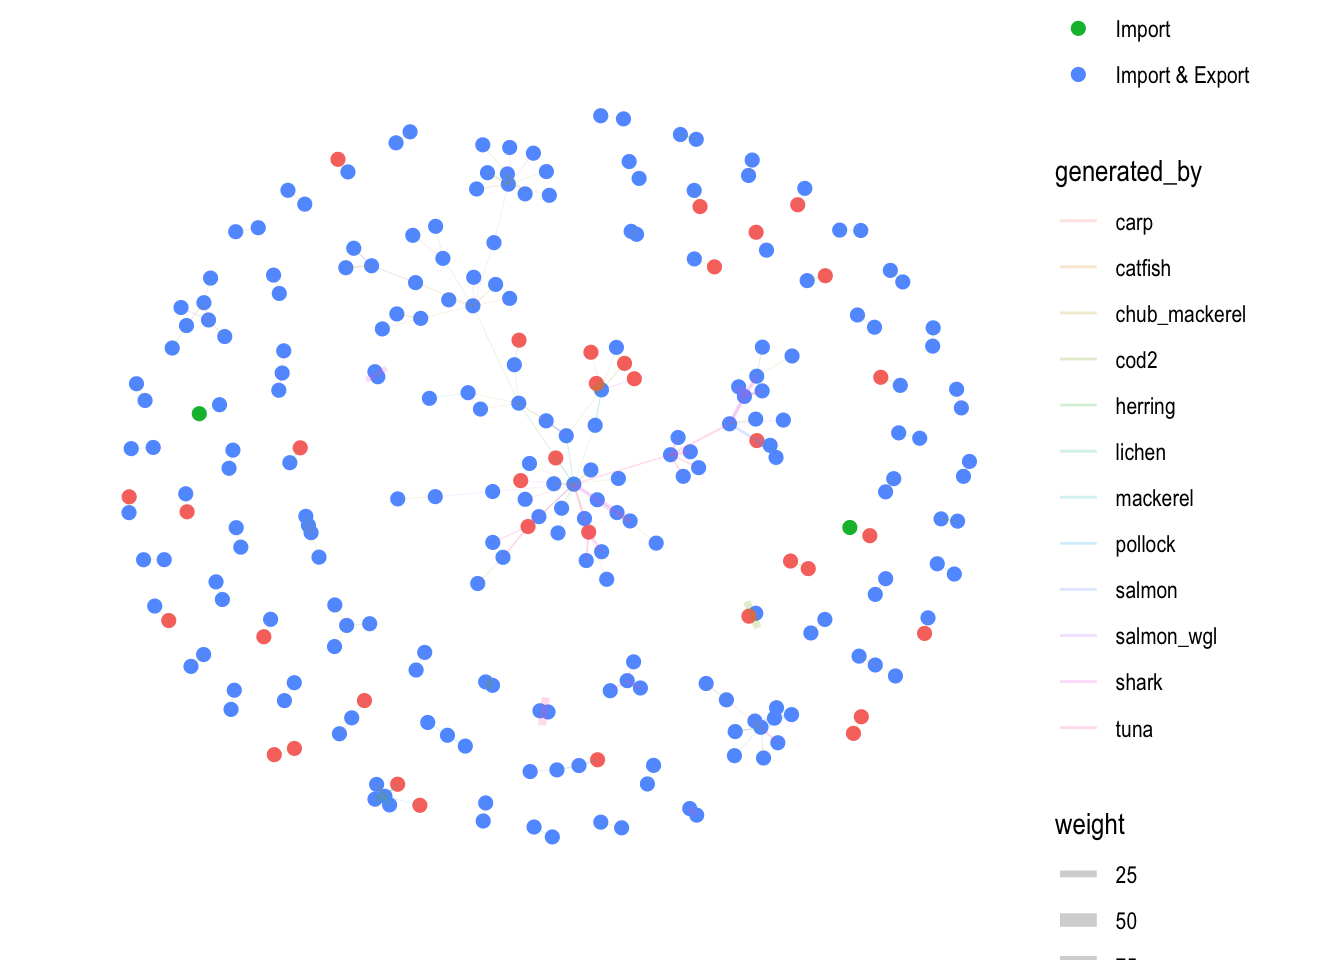 Import
Import & Export
generated_by
carp
catfish
chub_mackerel
cod2
herring
lichen
mackerel
pollock
salmon
salmon_wgl
shark
tuna
weight
25
50